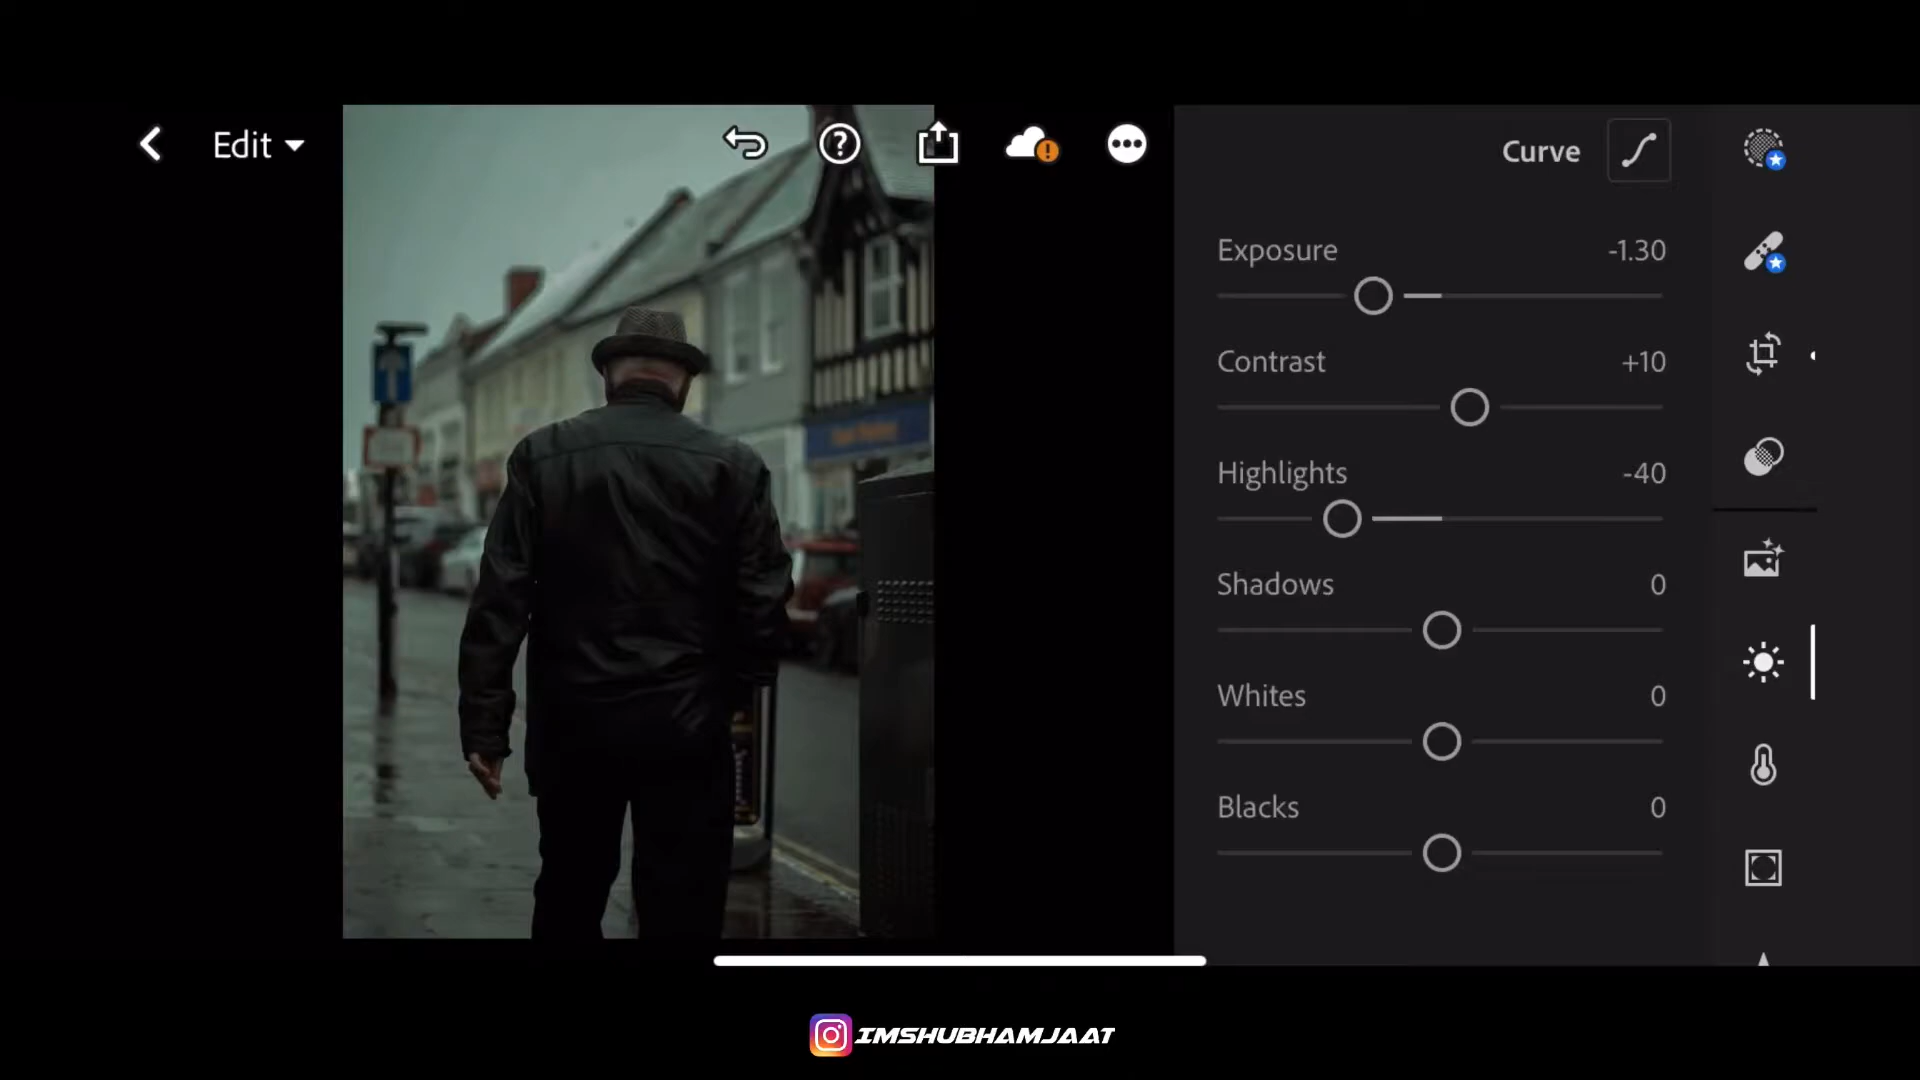 Edit
Curve
Exposure -1.30
Contrast +10
Highlights -40
Shadows 0
Whites 0
Blacks 0
IMSHUBHAMJAAT